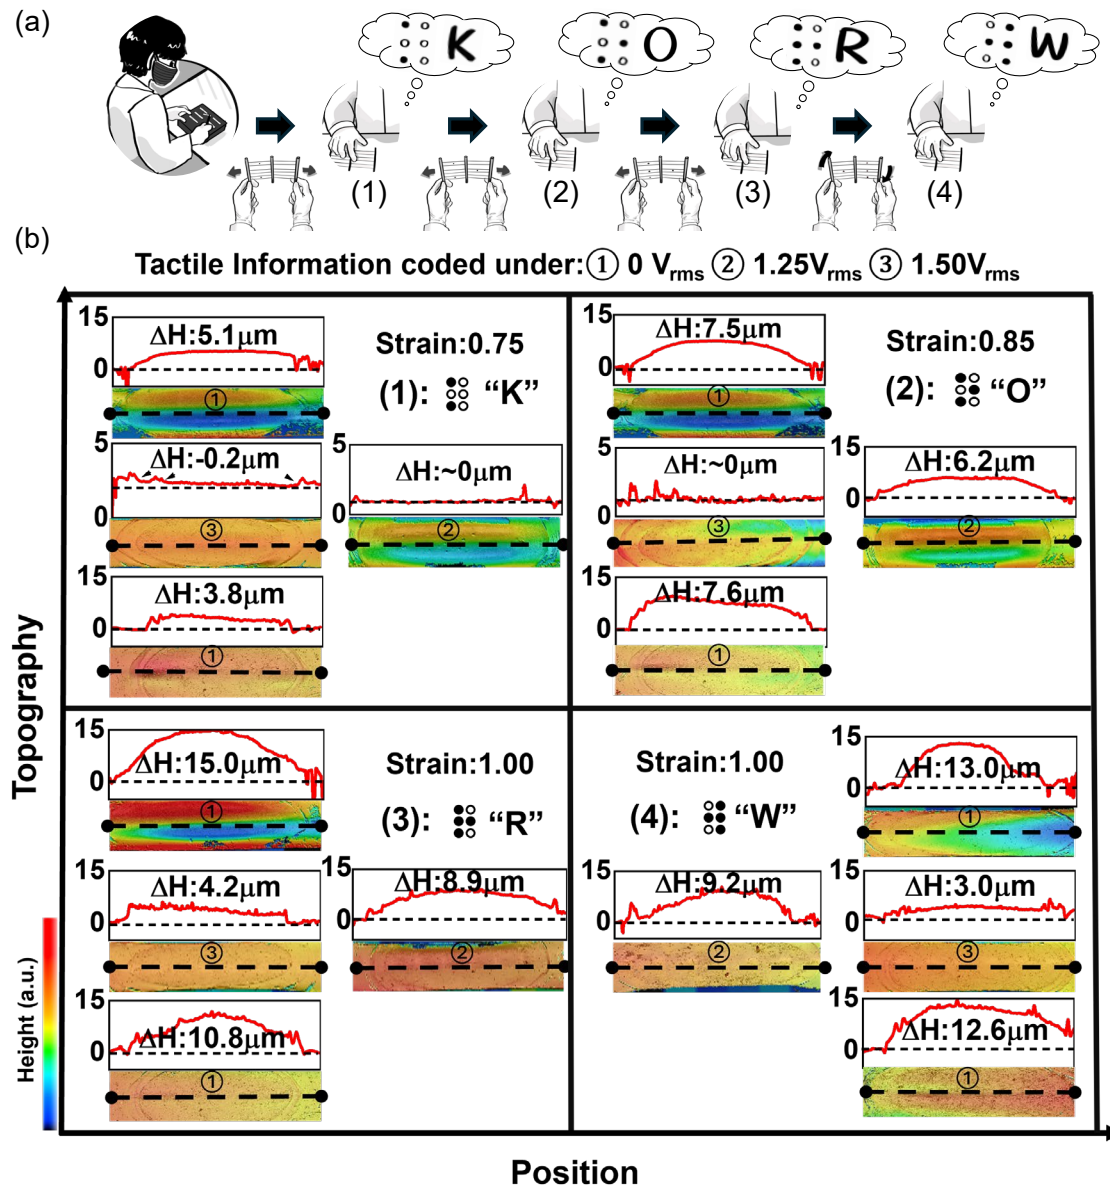 (a)
K
O
R
W
(1)
(2)
(3)
(4)
(b)
Tactile Information coded under:① 0 Vrms ② 1.25Vrms ③ 1.50Vrms
Topography
Height (a.u.)
15
0
ΔH:5.1μm
①
Strain:0.75
(1): "K"
5
0
ΔH:-0.2μm
③
5
0
ΔH:~0μm
②
15
0
ΔH:3.8μm
①
15
0
ΔH:7.5μm
①
Strain:0.85
(2): "O"
5
0
ΔH:~0μm
③
15
0
ΔH:6.2μm
②
15
0
ΔH:7.6μm
①
15
0
ΔH:15.0μm
①
Strain:1.00
(3): "R"
15
0
ΔH:4.2μm
③
15
0
ΔH:8.9μm
②
15
0
ΔH:10.8μm
①
Strain:1.00
(4): "W"
15
0
ΔH:13.0μm
①
15
0
ΔH:9.2μm
②
15
0
ΔH:3.0μm
③
15
0
ΔH:12.6μm
①
Position